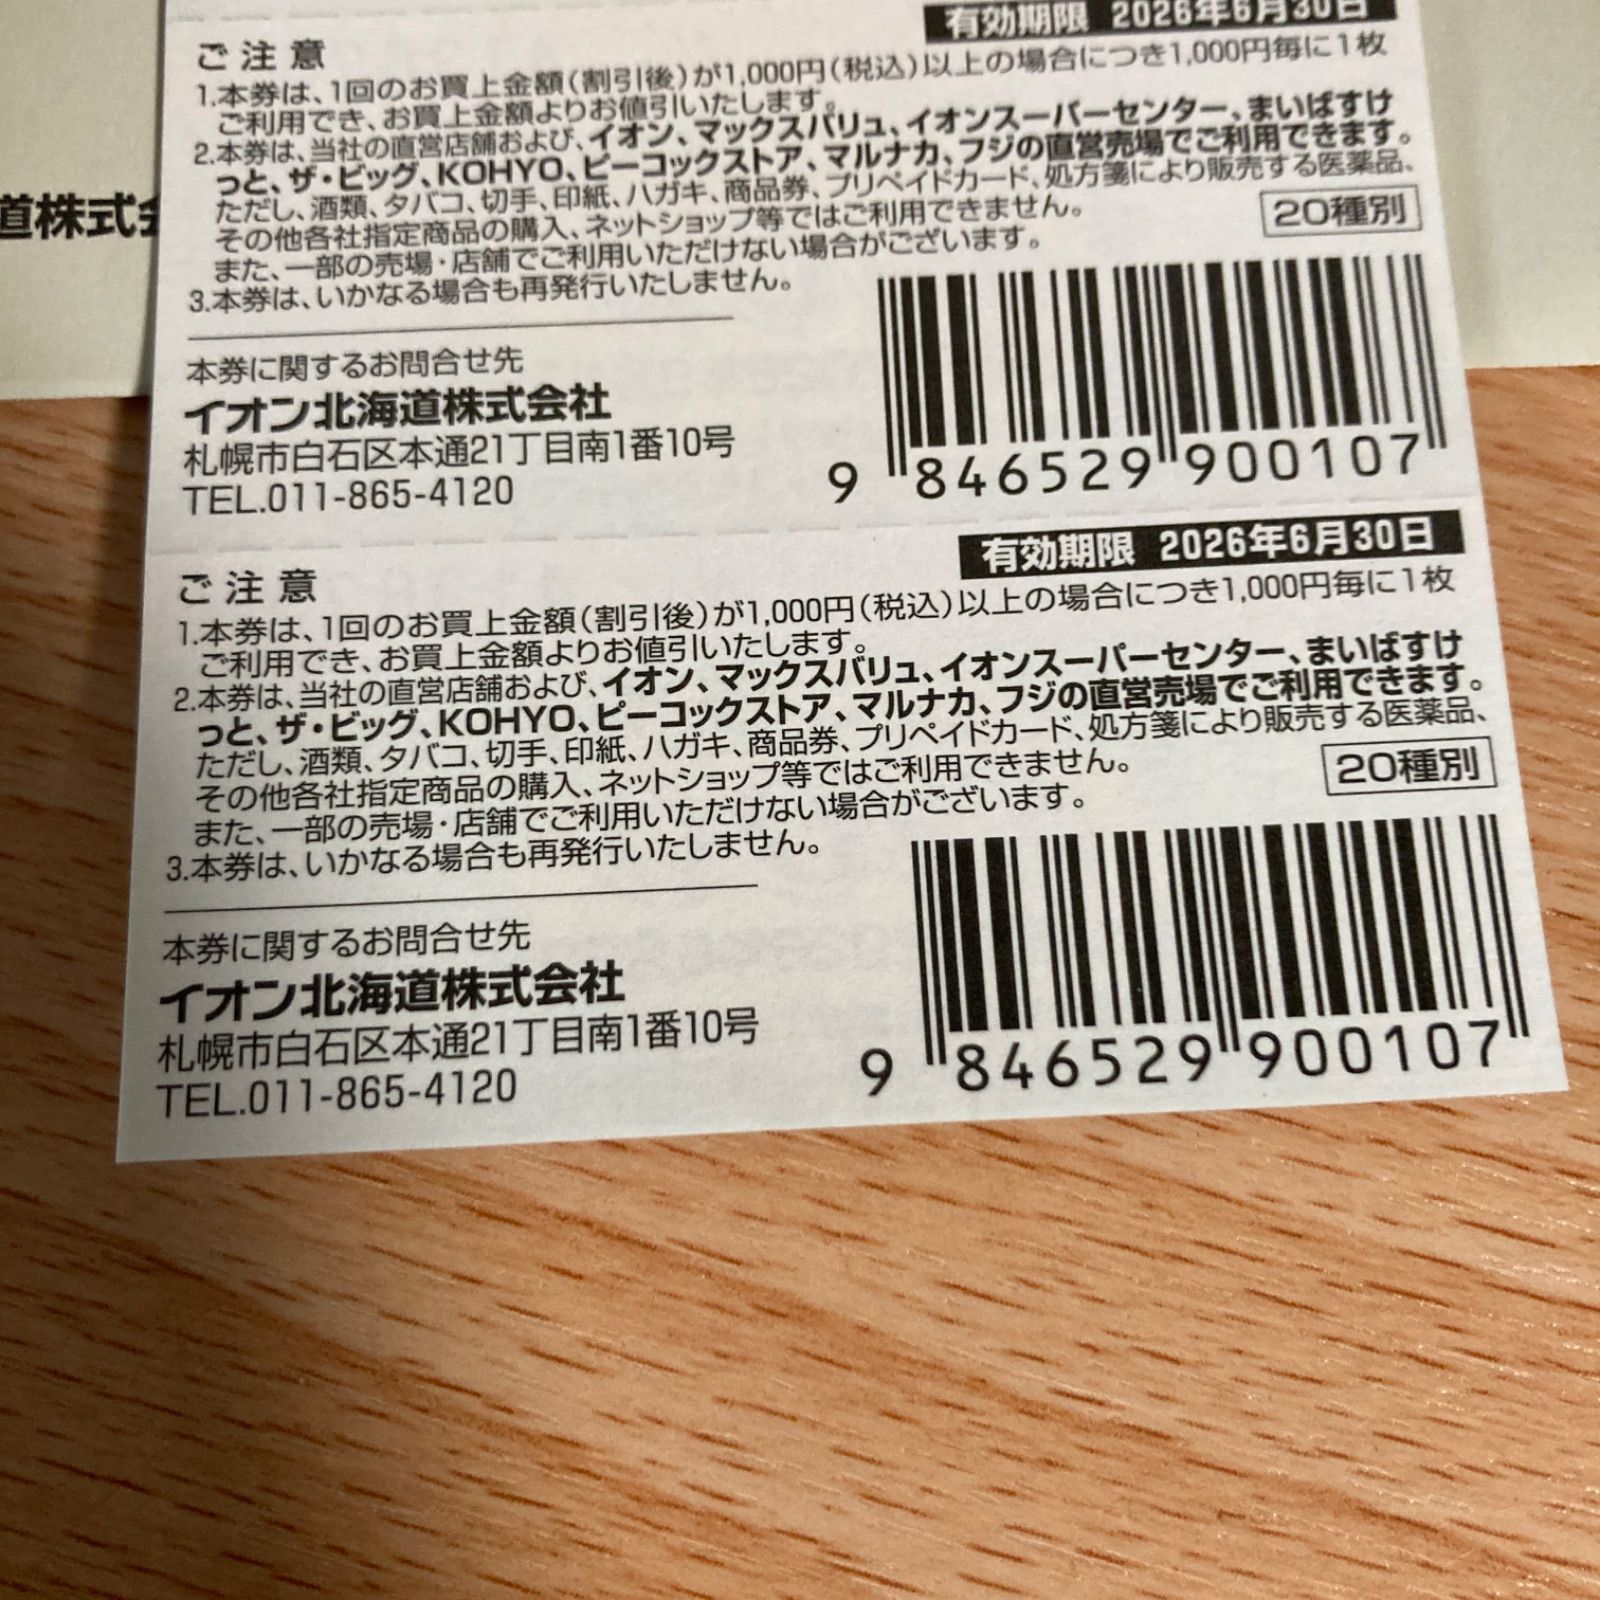 有効期限 2026年6月30日
ご注意
1.本券は、1回のお買上金額(割引後)が1,000円(税込)以上の場合につき1,000円毎に1枚
ご利用でき、お買上金額よりお値引いたします。
2.本券は、当社の直営店舗および、イオン、マックスバリュ、イオンスーパーセンター、まいばすけ
っと、ザ・ビッグ、KOHYO、ピーコックストア、マルナカ、フジの直営売場でご利用できます。
ただし、酒類、タバコ、切手、印紙、ハガキ、商品券、プリペイドカード、処方箋により販売する医薬品、
その他各社指定商品の購入、ネットショップ等ではご利用できません。
また、一部の売場・店舗でご利用いただけない場合がございます。
3.本券は、いかなる場合も再発行いたしません。
20種別
道株式会
本券に関するお問合せ先
イオン北海道株式会社
札幌市白石区本通21丁目南1番10号
TEL.011-865-4120
9 846529 900107
有効期限 2026年6月30日
ご注意
1.本券は、1回のお買上金額(割引後)が1,000円(税込)以上の場合につき1,000円毎に1枚
ご利用でき、お買上金額よりお値引いたします。
2.本券は、当社の直営店舗および、イオン、マックスバリュ、イオンスーパーセンター、まいばすけ
っと、ザ・ビッグ、KOHYO、ピーコックストア、マルナカ、フジの直営売場でご利用できます。
ただし、酒類、タバコ、切手、印紙、ハガキ、商品券、プリペイドカード、処方箋により販売する医薬品、
その他各社指定商品の購入、ネットショップ等ではご利用できません。
また、一部の売場・店舗でご利用いただけない場合がございます。
3.本券は、いかなる場合も再発行いたしません。
20種別
本券に関するお問合せ先
イオン北海道株式会社
札幌市白石区本通21丁目南1番10号
TEL.011-865-4120
9 846529 900107